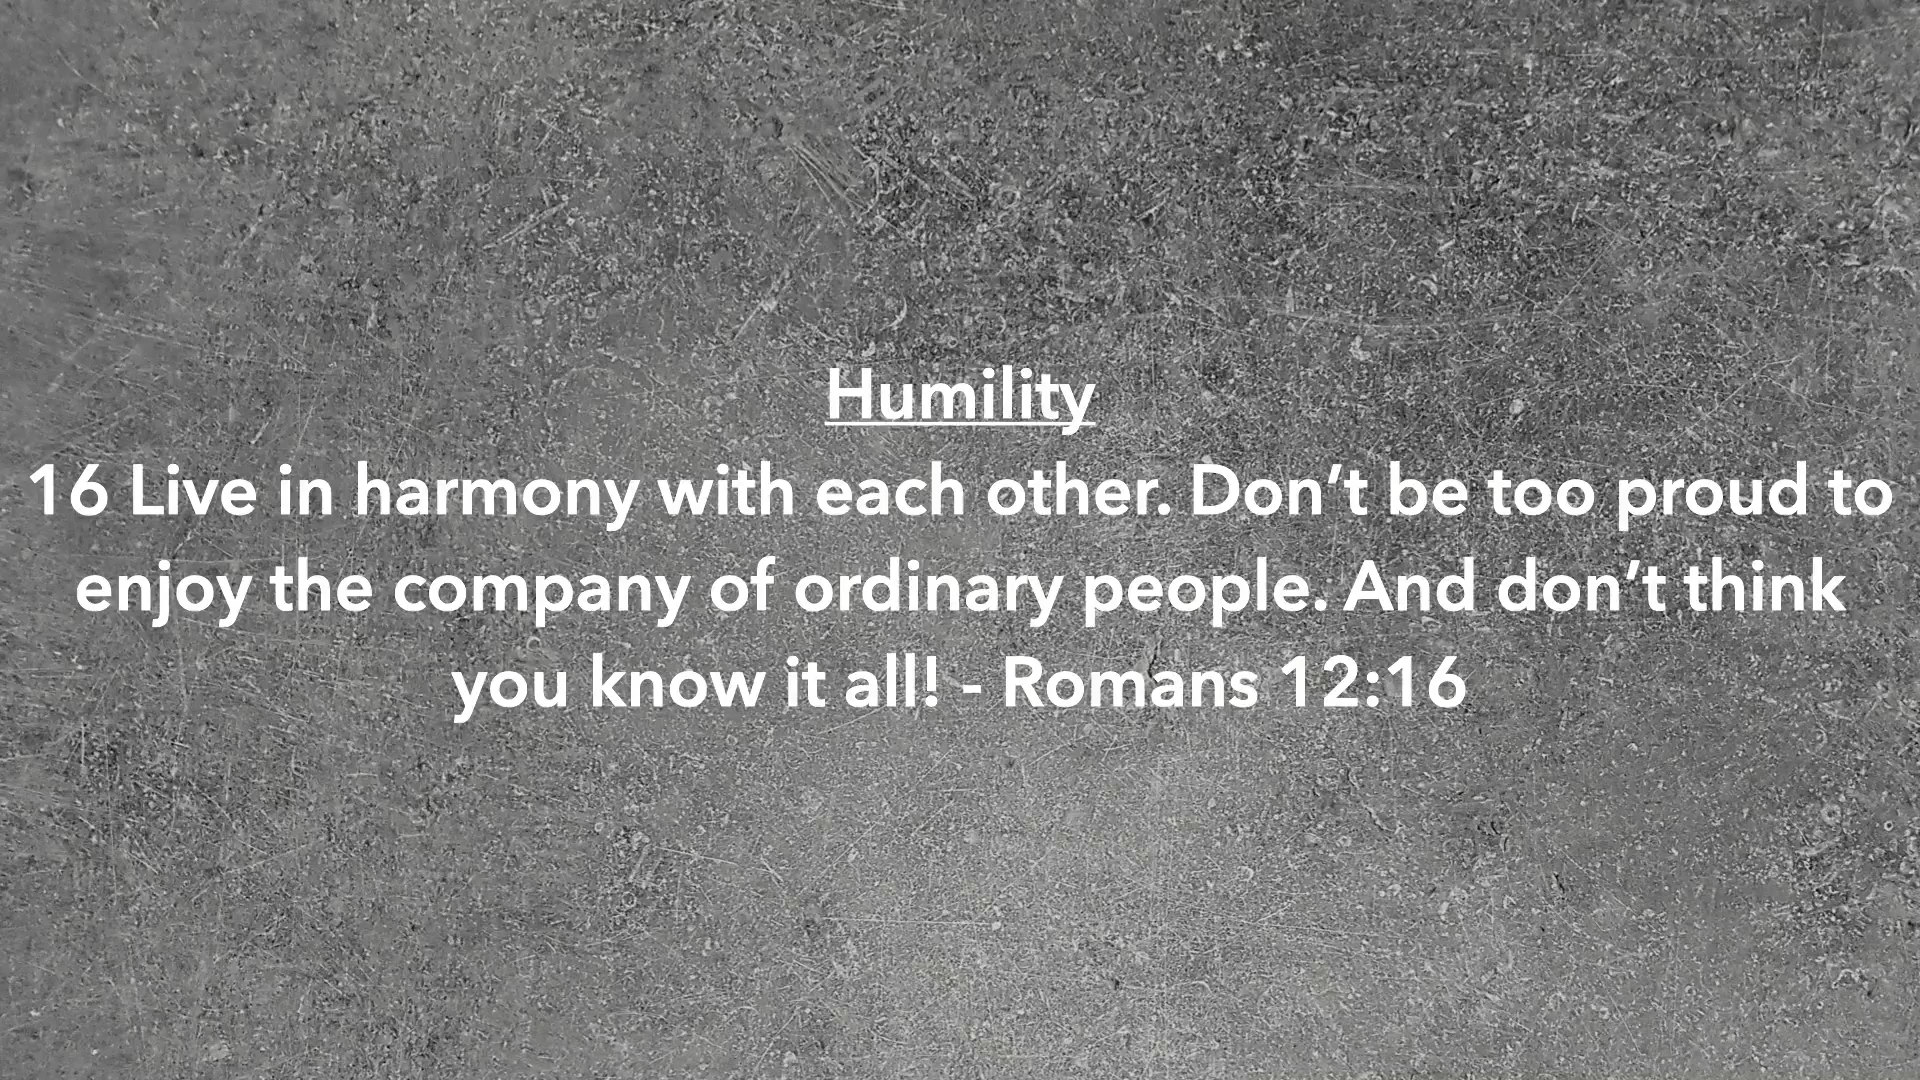 Humility
16 Live in harmony with each other. Don’t be too proud to
enjoy the company of ordinary people. And don’t think
you know it all! - Romans 12:16